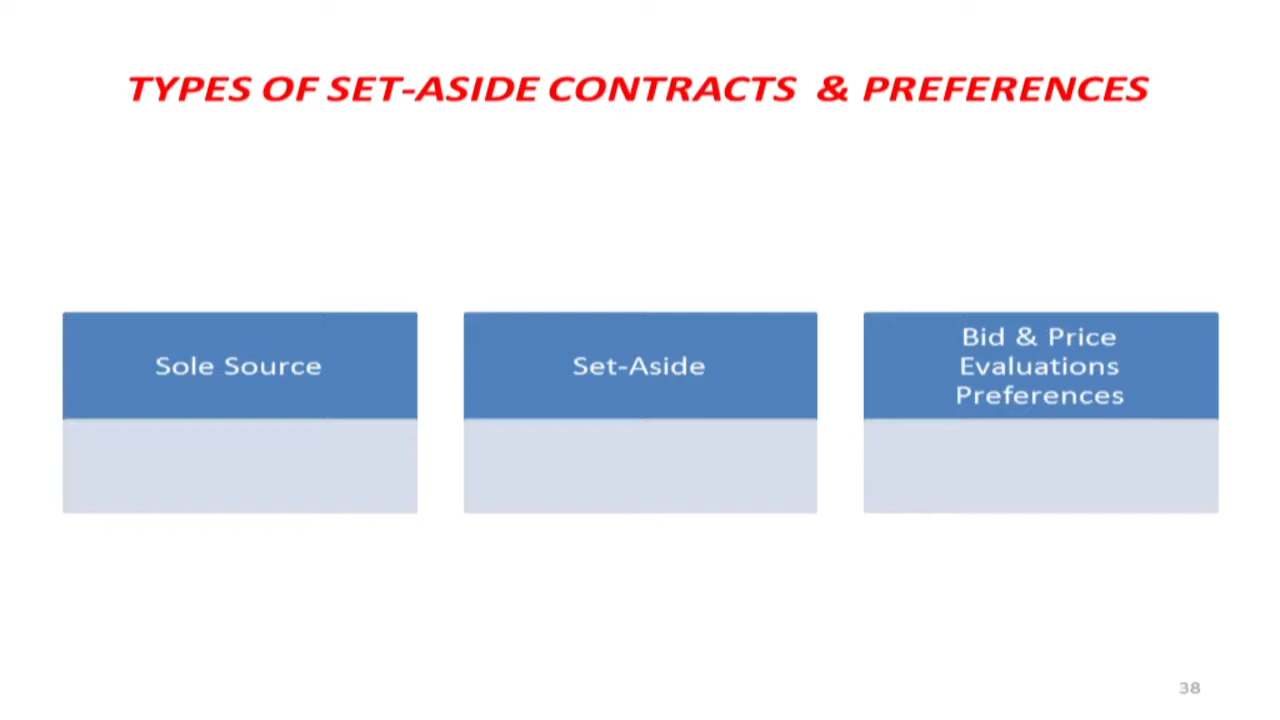 TYPES OF SET-ASIDE CONTRACTS & PREFERENCES
Sole Source
Set-Aside
Bid & Price
Evaluations
Preferences
38